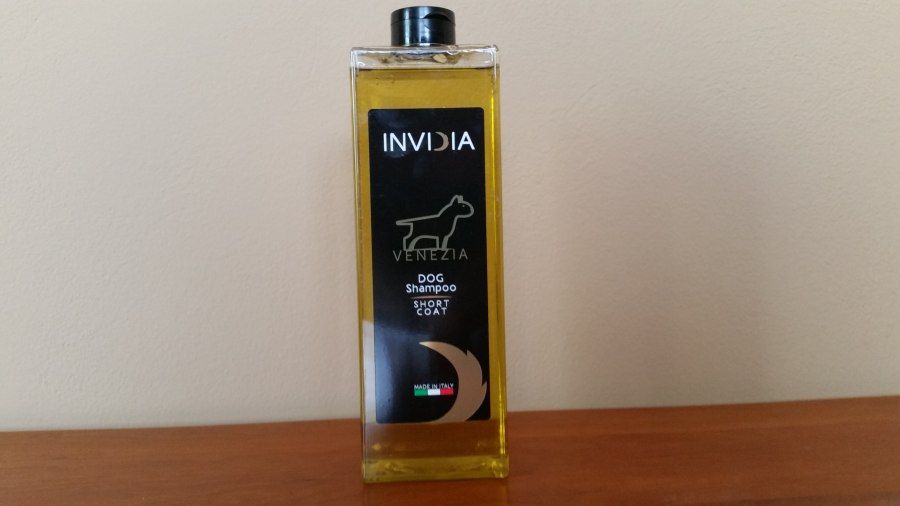 INVIDIA
VENEZIA
DOG
Shampoo
SHORT
COAT
MADE IN ITALY